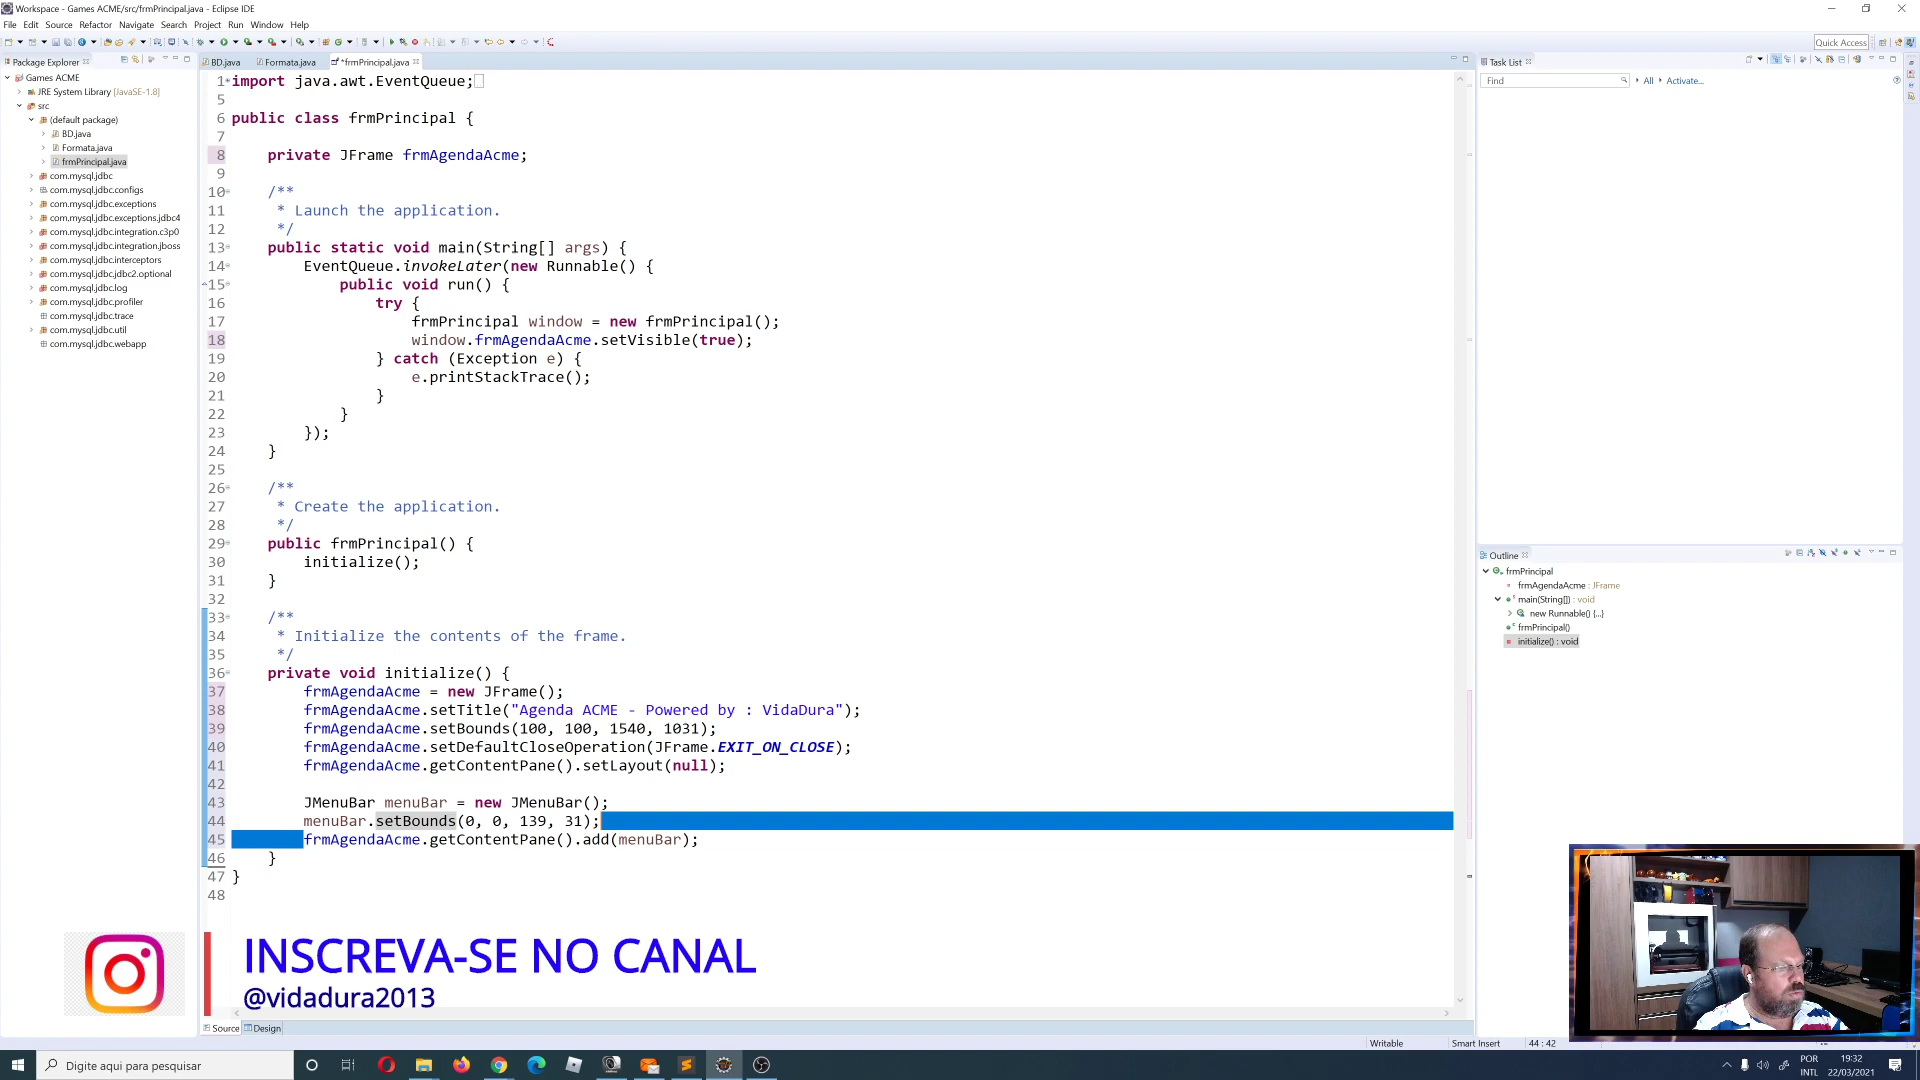 Workspace - Games ACME/src/frmPrincipal.java - Eclipse IDE
File Edit Source Refactor Navigate Search Project Run Window Help
Quick Access
Package Explorer
BD.java Formata.java *frmPrincipal.java
Task List
Games ACME
JRE System Library [JavaSE-1.8]
src
(default package)
BD.java
Formata.java
frmPrincipal.java
com.mysql.jdbc
com.mysql.jdbc.configs
com.mysql.jdbc.exceptions
com.mysql.jdbc.exceptions.jdbc4
com.mysql.jdbc.integration.c3p0
com.mysql.jdbc.integration.jboss
com.mysql.jdbc.interceptors
com.mysql.jdbc.jdbc2.optional
com.mysql.jdbc.log
com.mysql.jdbc.profiler
com.mysql.jdbc.trace
com.mysql.jdbc.util
com.mysql.jdbc.webapp
1 import java.awt.EventQueue;
5
6 public class frmPrincipal {
7
8 private JFrame frmAgendaAcme;
9
10 /**
11 * Launch the application.
12 */
13 public static void main(String[] args) {
14 EventQueue.invokeLater(new Runnable() {
15 public void run() {
16 try {
17 frmPrincipal window = new frmPrincipal();
18 window.frmAgendaAcme.setVisible(true);
19 } catch (Exception e) {
20 e.printStackTrace();
21 }
22 }
23 });
24 }
25
26 /**
27 * Create the application.
28 */
29 public frmPrincipal() {
30 initialize();
31 }
32
33 /**
34 * Initialize the contents of the frame.
35 */
36 private void initialize() {
37 frmAgendaAcme = new JFrame();
38 frmAgendaAcme.setTitle("Agenda ACME - Powered by : VidaDura");
39 frmAgendaAcme.setBounds(100, 100, 1540, 1031);
40 frmAgendaAcme.setDefaultCloseOperation(JFrame.EXIT_ON_CLOSE);
41 frmAgendaAcme.getContentPane().setLayout(null);
42
43 JMenuBar menuBar = new JMenuBar();
44 menuBar.setBounds(0, 0, 139, 31);
45 frmAgendaAcme.getContentPane().add(menuBar);
46 }
47 }
48
Find All Activate...
Outline
frmPrincipal
frmAgendaAcme : JFrame
main(String[]) : void
new Runnable() {...}
frmPrincipal()
initialize() : void
INSCREVA-SE NO CANAL
@vidadura2013
Source Design
Writable Smart Insert 44 : 42
Digite aqui para pesquisar
POR
INTL
19:32
22/03/2021